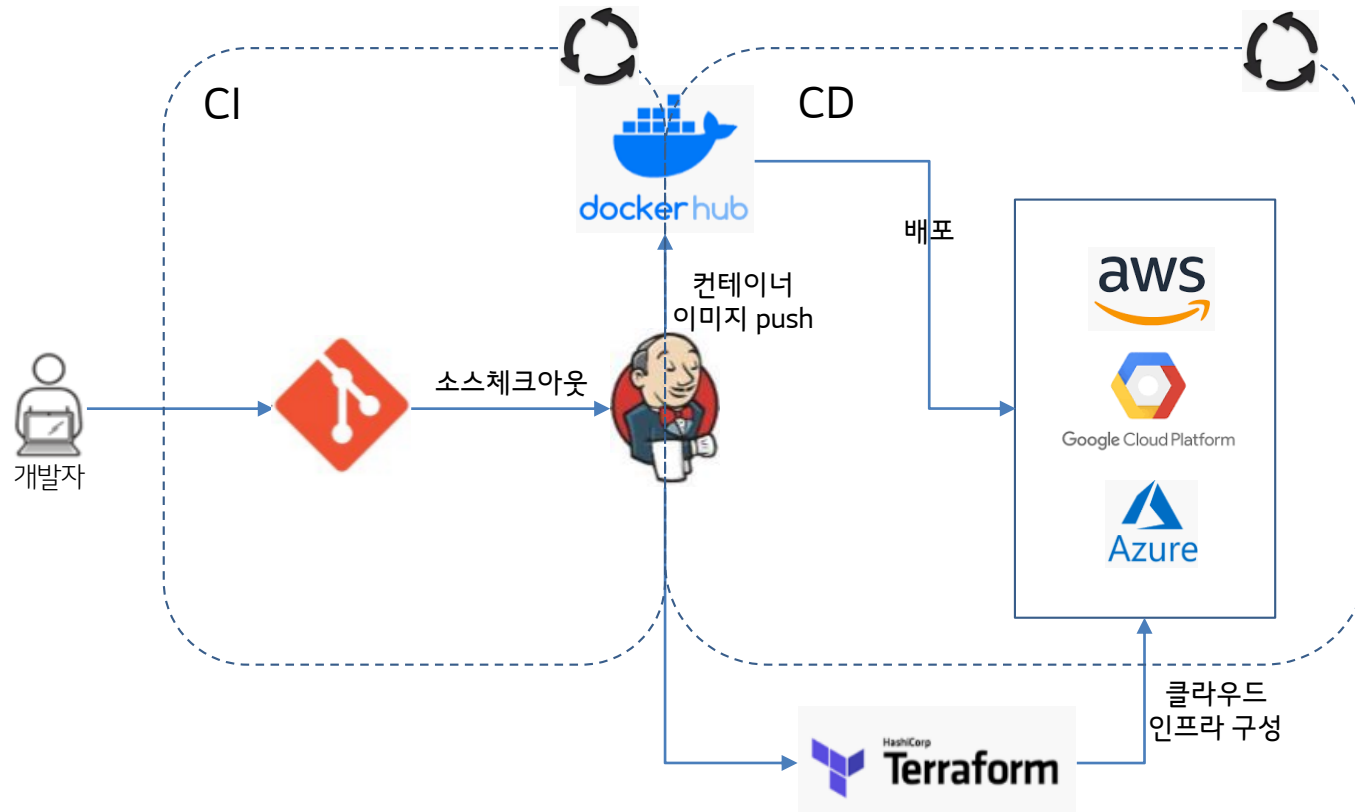 CI
CD
docker hub
배포
컨테이너
이미지 push
aws
소스체크아웃
Google Cloud Platform
개발자
Azure
클라우드
인프라 구성
HashiCorp
Terraform